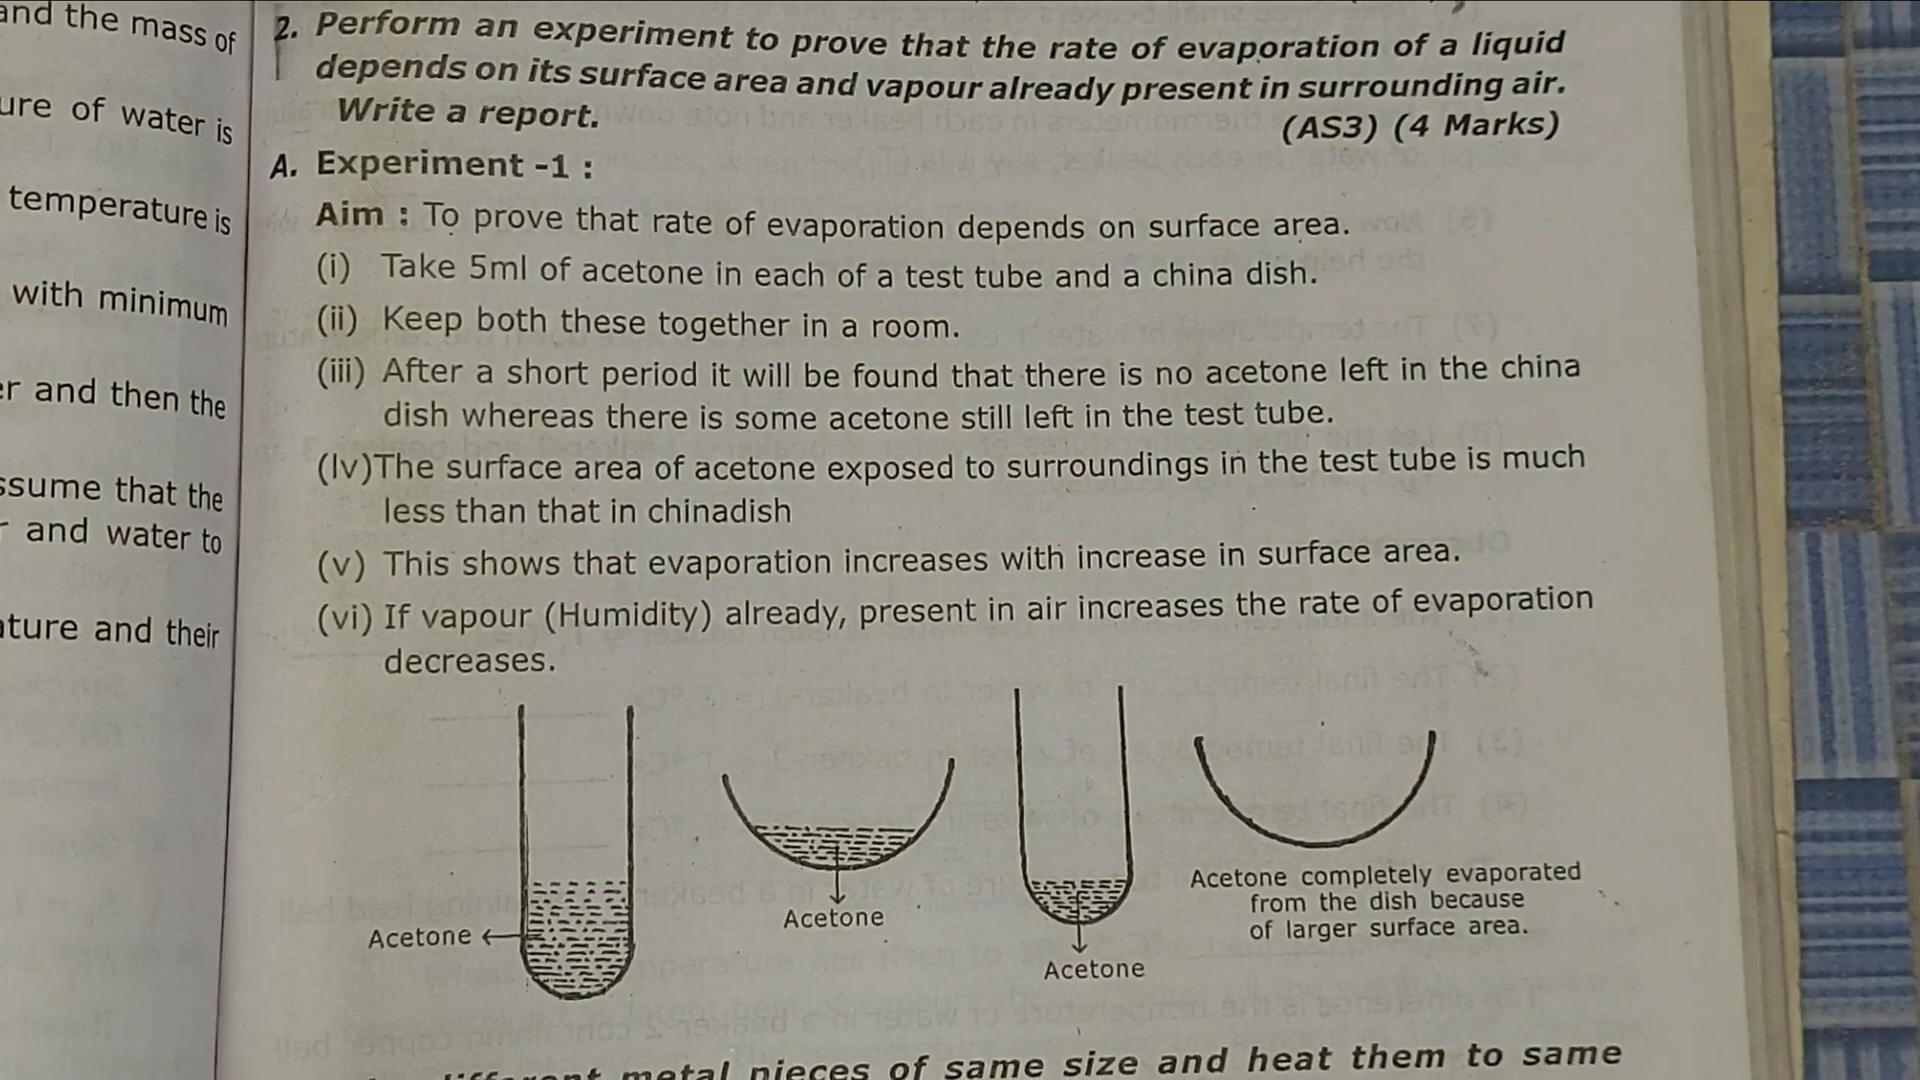 and the mass of
ure of water is
temperature is
with minimum
er and then the
ssume that the
and water to
ature and their
2. Perform an experiment to prove that the rate of evaporation of a liquid
depends on its surface area and vapour already present in surrounding air.
Write a report. (AS3) (4 Marks)
A. Experiment -1 :
Aim : To prove that rate of evaporation depends on surface area.
(i) Take 5ml of acetone in each of a test tube and a china dish.
(ii) Keep both these together in a room.
(iii) After a short period it will be found that there is no acetone left in the china
dish whereas there is some acetone still left in the test tube.
(Iv)The surface area of acetone exposed to surroundings in the test tube is much
less than that in chinadish
(v) This shows that evaporation increases with increase in surface area.
(vi) If vapour (Humidity) already, present in air increases the rate of evaporation
decreases.
Acetone
Acetone
Acetone
Acetone completely evaporated
from the dish because
of larger surface area.
metal pieces of same size and heat them to same